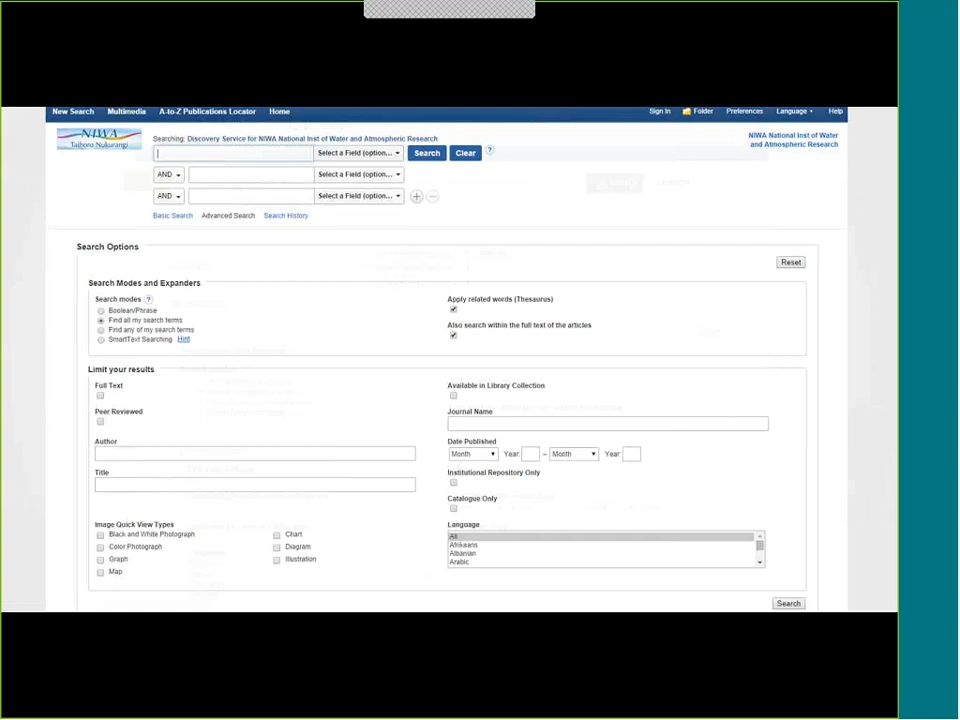 New Search Multimedia A-to-Z Publications Locator Home Sign In Folder Preferences Language Help
NIWA
Taihoro Nukurangi
Searching: Discovery Service for NIWA National Inst of Water and Atmospheric Research
NIWA National Inst of Water
and Atmospheric Research
Select a Field (option... Search Clear ?
AND Select a Field (option...
AND Select a Field (option...
Basic Search Advanced Search Search History
Search Options
Reset
Search Modes and Expanders
Search modes ?
Boolean/Phrase
Find all my search terms
Find any of my search terms
SmartText Searching Hint
Apply related words (Thesaurus)
Also search within the full text of the articles
Limit your results
Full Text
Peer Reviewed
Author
Title
Available in Library Collection
Journal Name
Date Published
Month Year: – Month Year:
Institutional Repository Only
Catalogue Only
Image Quick View Types
Black and White Photograph
Color Photograph
Graph
Map
Chart
Diagram
Illustration
Language
All
Afrikaans
Albanian
Arabic
Search